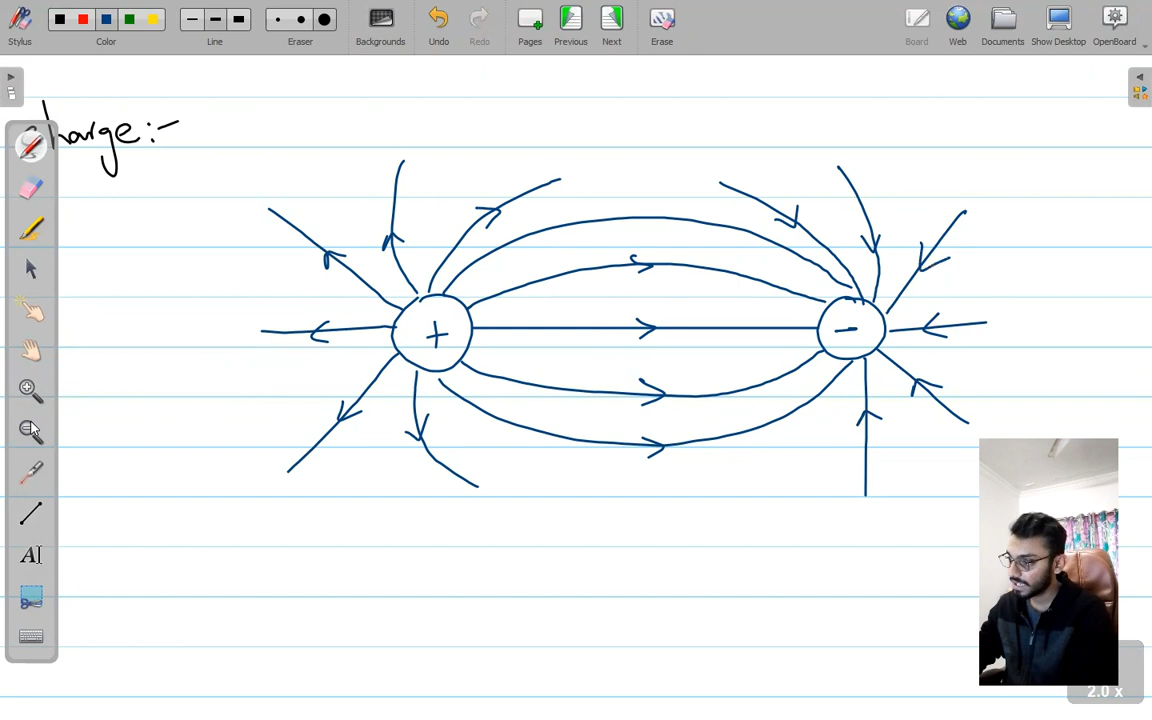 Stylus
Color
Line
Eraser
Backgrounds
Undo
Redo
Pages
Previous
Next
Erase
Board
Web
Documents
Show Desktop
OpenBoard
charge:-
+
-
A
2.0 x